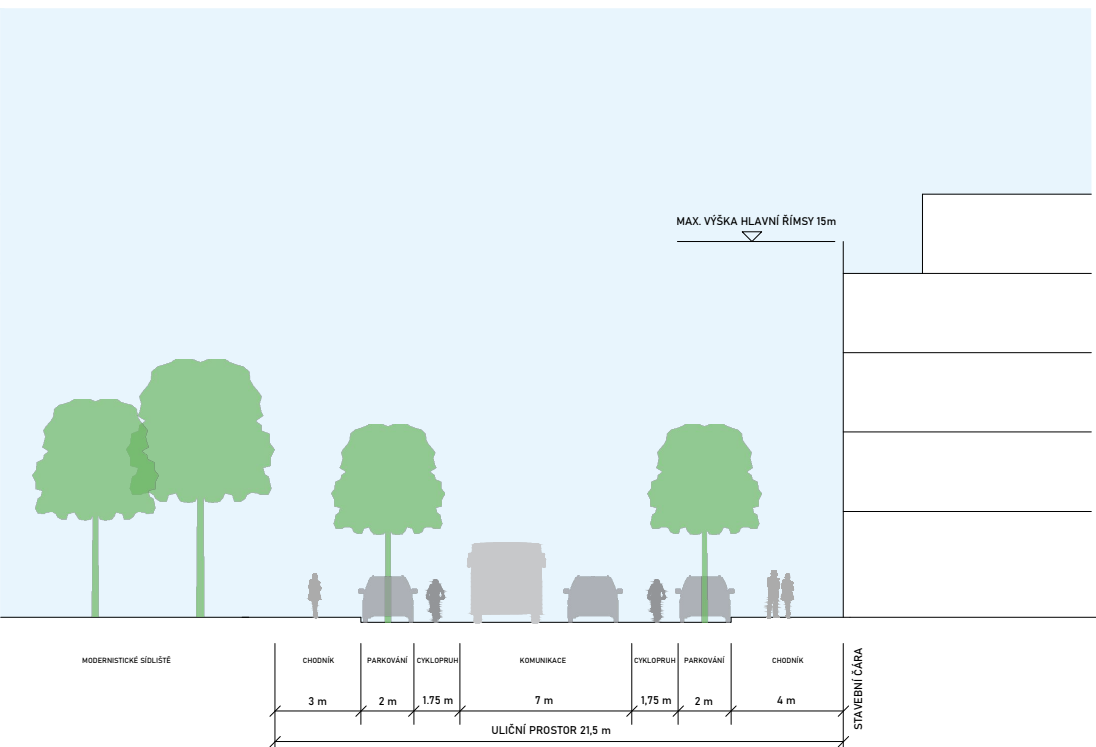 MAX. VÝŠKA HLAVNÍ ŘÍMSY 15m
MODERNISTICKÉ SÍDLIŠTĚ
CHODNÍK
PARKOVÁNÍ
CYKLOPRUH
KOMUNIKACE
CYKLOPRUH
PARKOVÁNÍ
CHODNÍK
STAVEBNÍ ČÁRA
3 m
2 m
1.75 m
7 m
1,75 m
2 m
4 m
ULIČNÍ PROSTOR 21,5 m